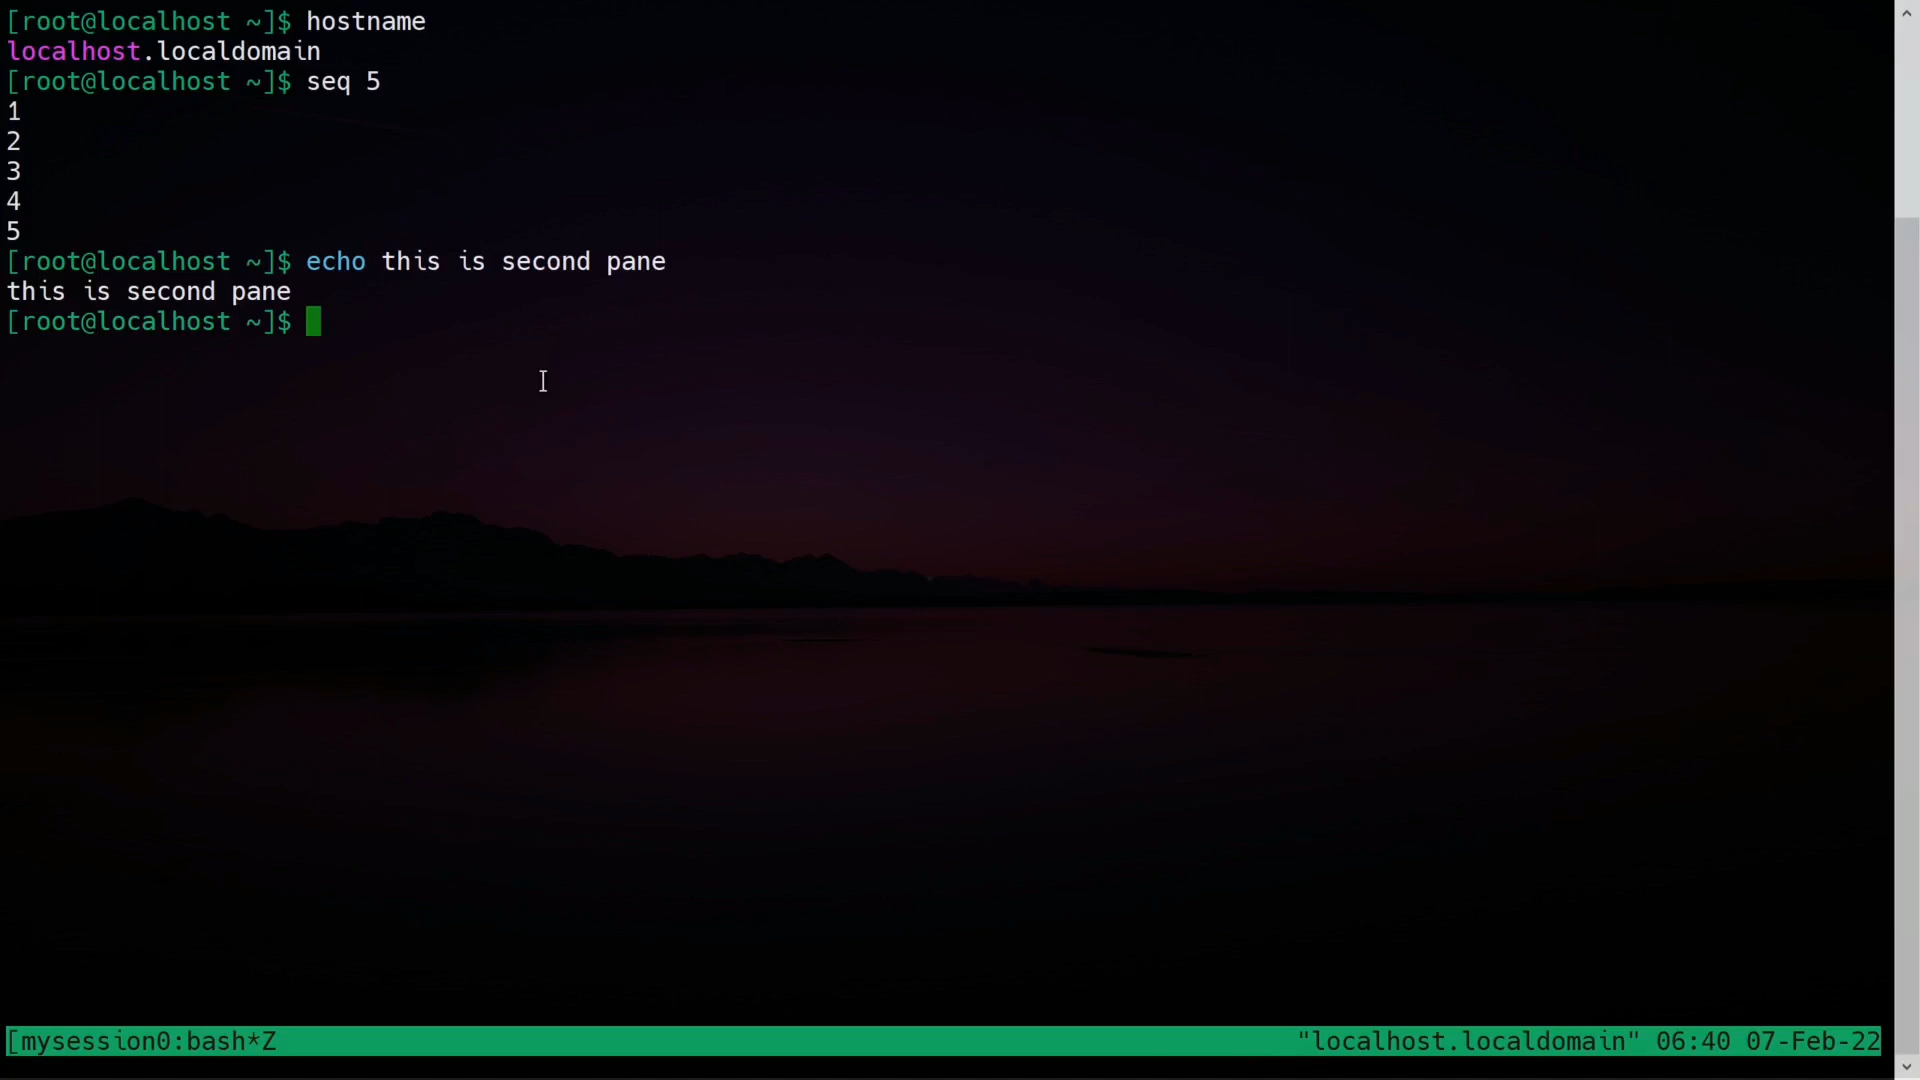 [root@localhost ~]$ hostname
localhost.localdomain
[root@localhost ~]$ seq 5
1
2
3
4
5
[root@localhost ~]$ echo this is second pane
this is second pane
[root@localhost ~]$
[mysession0:bash*Z "localhost.localdomain" 06:40 07-Feb-22